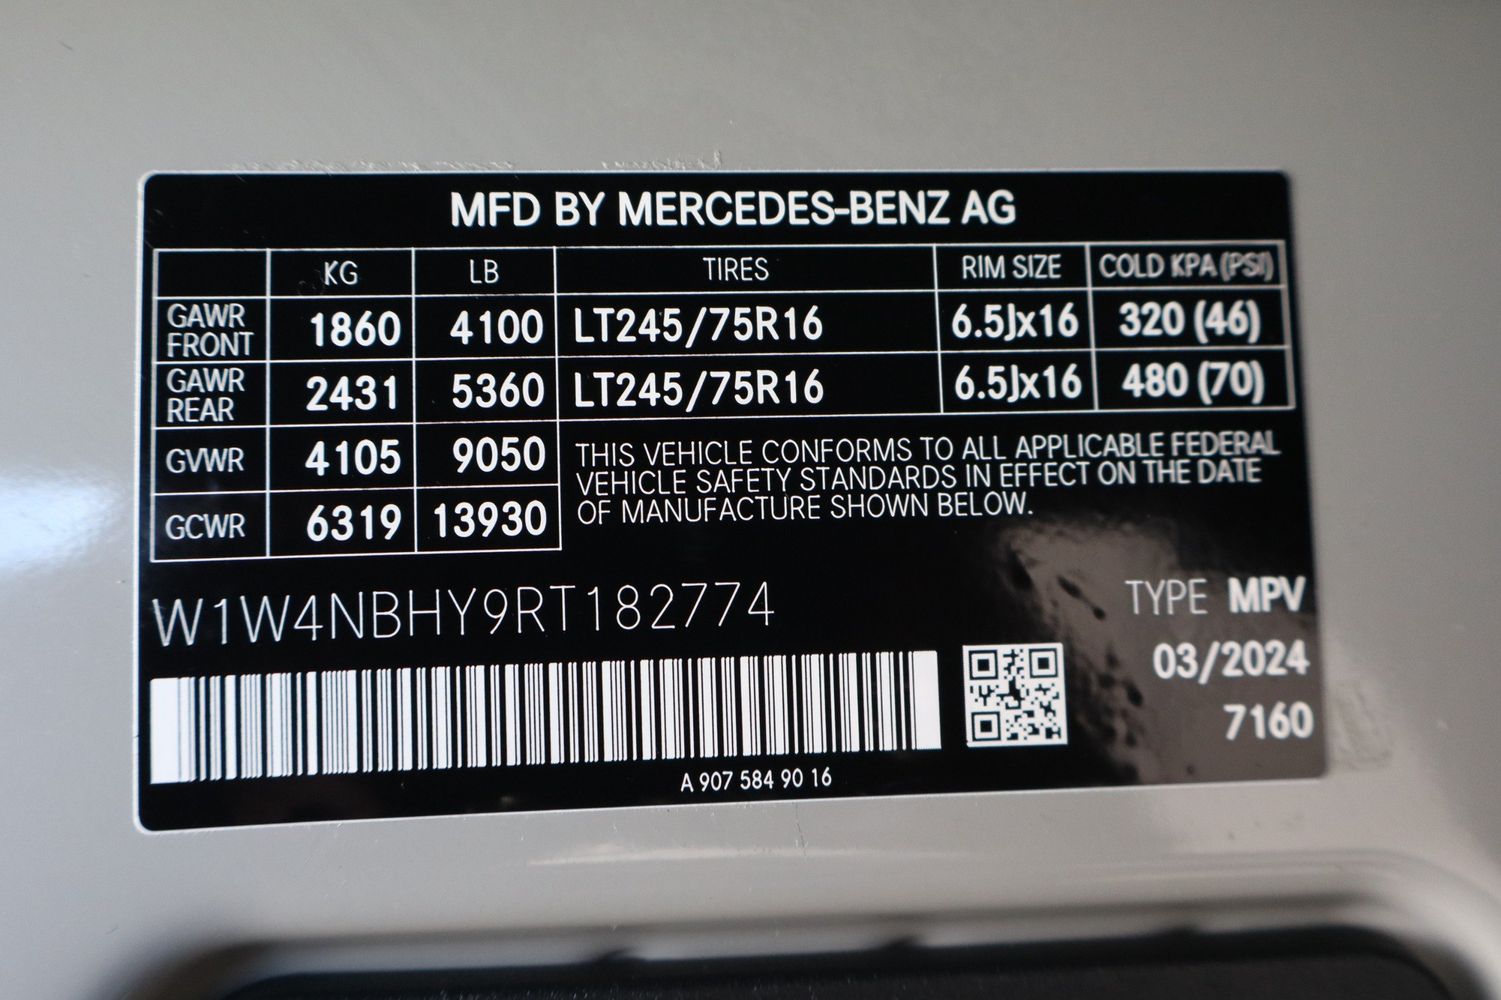 MFD BY MERCEDES-BENZ AG
KG LB TIRES RIM SIZE COLD KPA (PSI)
GAWR FRONT 1860 4100 LT245/75R16 6.5Jx16 320 (46)
GAWR REAR 2431 5360 LT245/75R16 6.5Jx16 480 (70)
GVWR 4105 9050
GCWR 6319 13930
THIS VEHICLE CONFORMS TO ALL APPLICABLE FEDERAL
VEHICLE SAFETY STANDARDS IN EFFECT ON THE DATE
OF MANUFACTURE SHOWN BELOW.
W1W4NBHY9RT182774
TYPE MPV
03/2024
7160
A 907 584 90 16